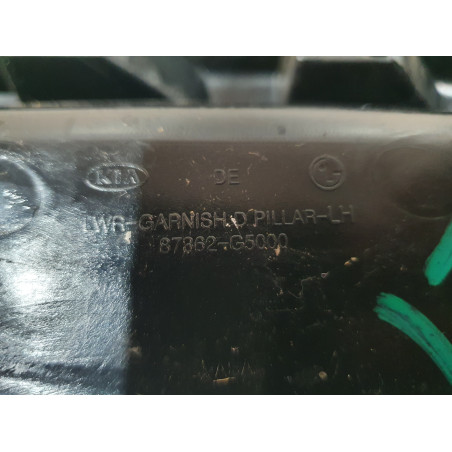 KIA DE
LWR-GARNISH.D'PILLAR-LH
87862-G5000